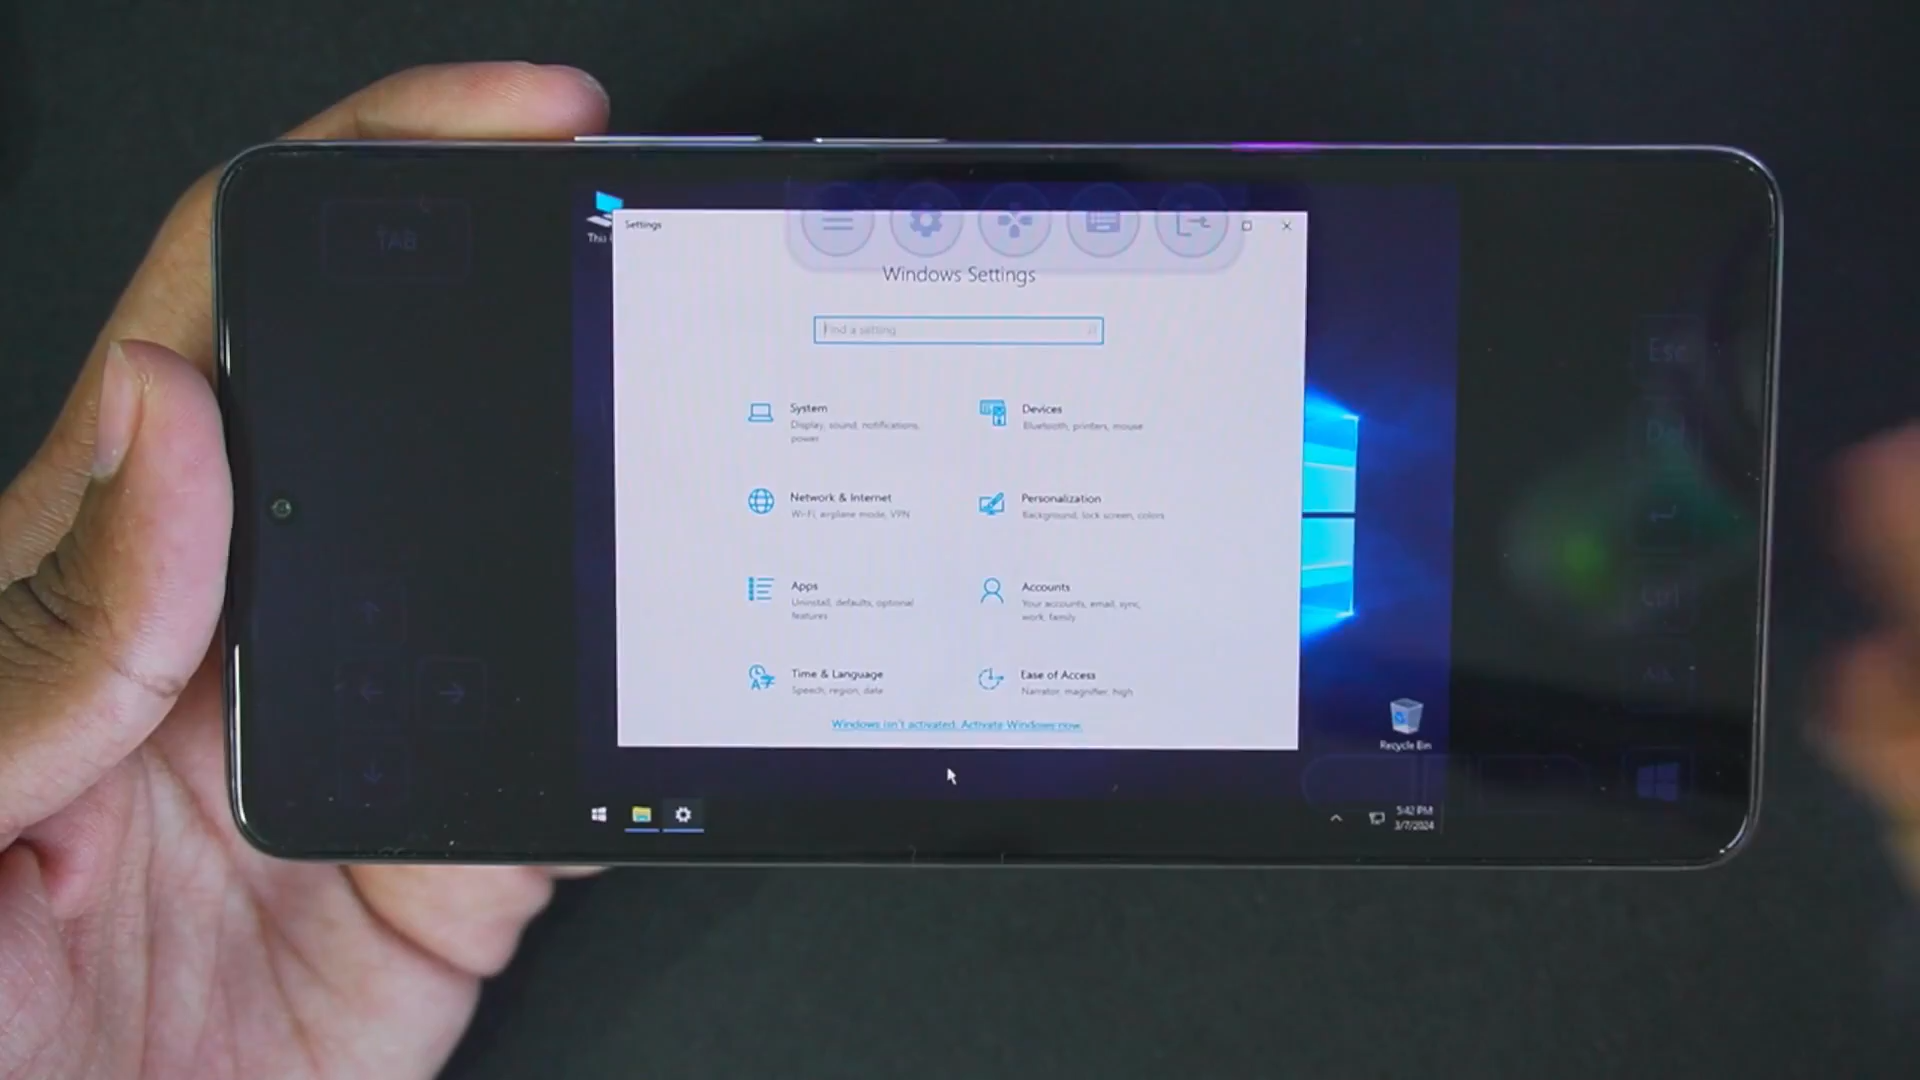 TAB
Settings
Windows Settings
Find a setting
System
Display, sound, notifications,
power
Devices
Bluetooth, printers, mouse
Network & Internet
Wi-Fi, airplane mode, VPN
Personalization
Background, lock screen, colors
Apps
Uninstall, defaults, optional
features
Accounts
Your accounts, email, sync,
work, family
Time & Language
Speech, region, date
Ease of Access
Narrator, magnifier, high
Windows isn't activated. Activate Windows now.
Esc
Ctrl
Recycle Bin
5:42 PM
3/7/2024